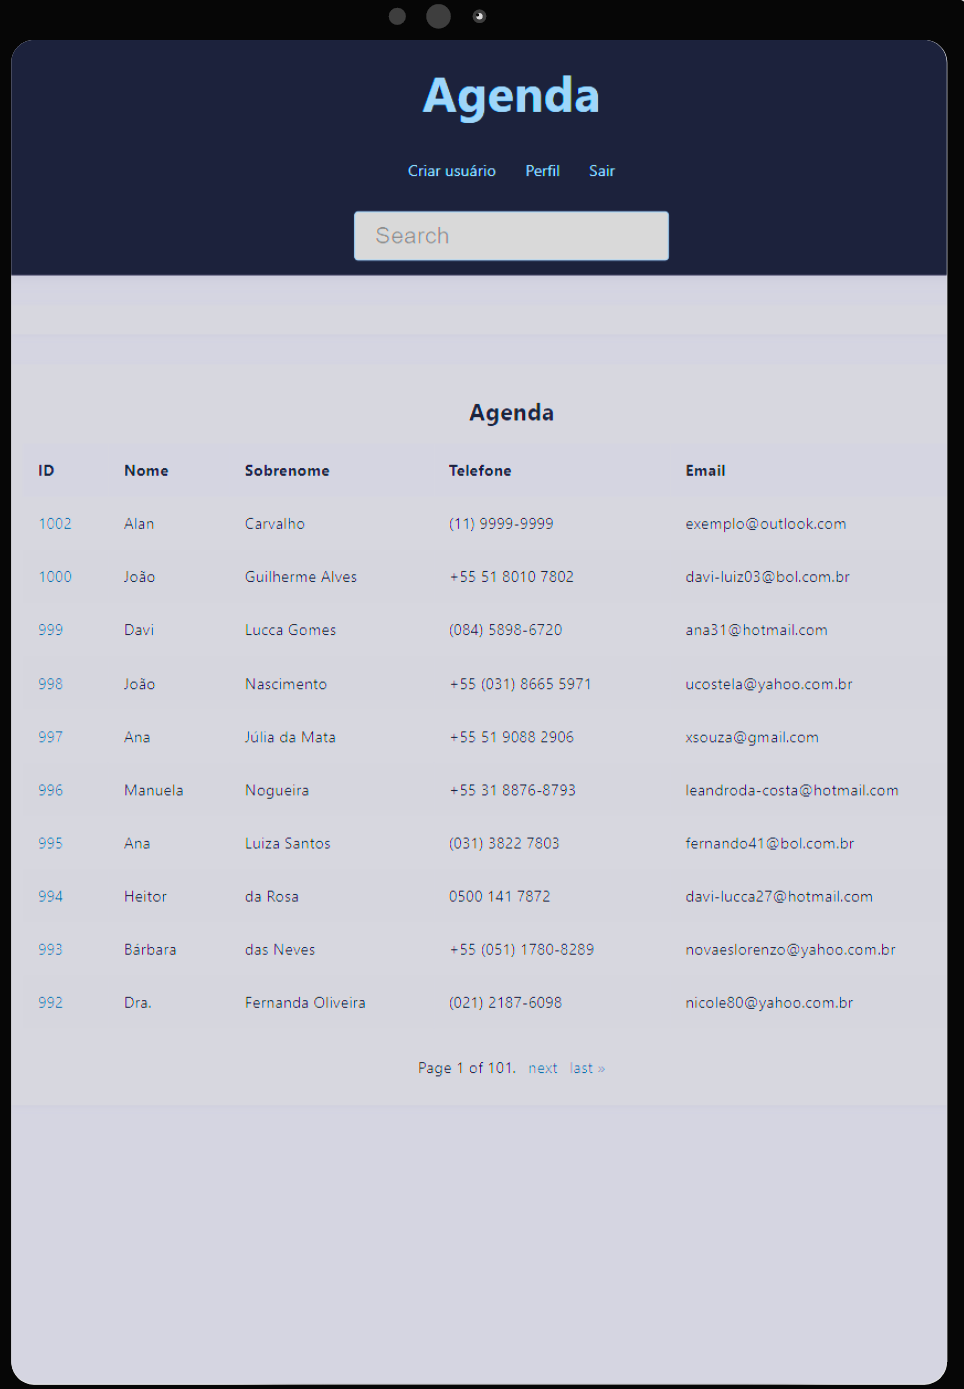 Agenda
Criar usuário Perfil Sair
Search
Agenda
ID Nome Sobrenome Telefone Email
1002 Alan Carvalho (11) 9999-9999 exemplo@outlook.com
1000 João Guilherme Alves +55 51 8010 7802 davi-luiz03@bol.com.br
999 Davi Lucca Gomes (084) 5898-6720 ana31@hotmail.com
998 João Nascimento +55 (031) 8665 5971 ucostela@yahoo.com.br
997 Ana Júlia da Mata +55 51 9088 2906 xsouza@gmail.com
996 Manuela Nogueira +55 31 8876-8793 leandroda-costa@hotmail.com
995 Ana Luiza Santos (031) 3822 7803 fernando41@bol.com.br
994 Heitor da Rosa 0500 141 7872 davi-lucca27@hotmail.com
993 Bárbara das Neves +55 (051) 1780-8289 novaeslorenzo@yahoo.com.br
992 Dra. Fernanda Oliveira (021) 2187-6098 nicole80@yahoo.com.br
Page 1 of 101. next last »